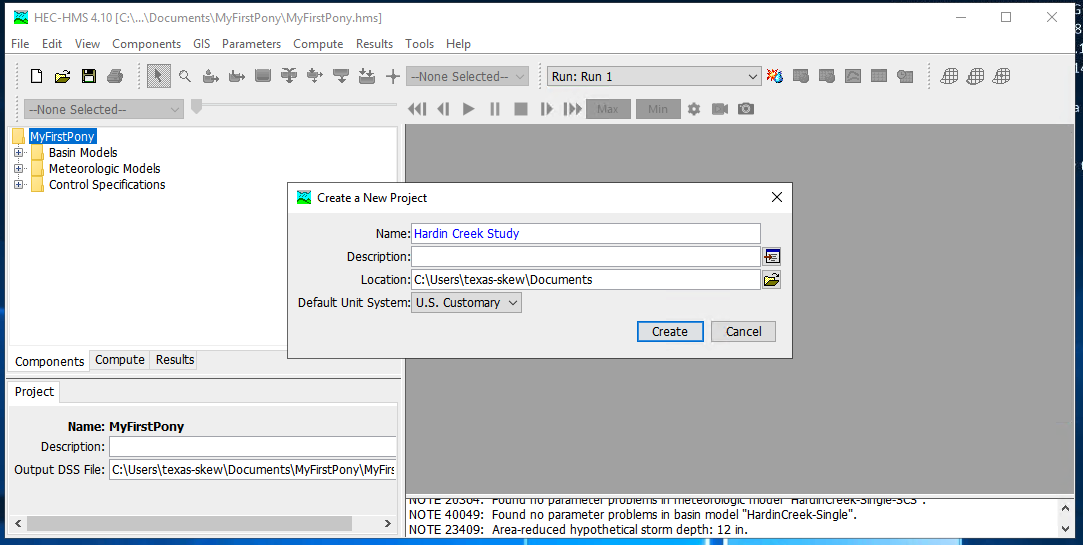 HEC-HMS 4.10 [C:\...\Documents\MyFirstPony\MyFirstPony.hms]
File Edit View Components GIS Parameters Compute Results Tools Help
--None Selected-- Run: Run 1
--None Selected-- Max Min
MyFirstPony
Basin Models
Meteorologic Models
Control Specifications
Create a New Project
Name: Hardin Creek Study
Description:
Location: C:\Users\texas-skew\Documents
Default Unit System: U.S. Customary
Create Cancel
Components Compute Results
Project
Name: MyFirstPony
Description:
Output DSS File: C:\Users\texas-skew\Documents\MyFirstPony\MyFirs
NOTE 20364: Found no parameter problems in meteorologic model "HardinCreek-Single-SCS".
NOTE 40049: Found no parameter problems in basin model "HardinCreek-Single".
NOTE 23409: Area-reduced hypothetical storm depth: 12 in.